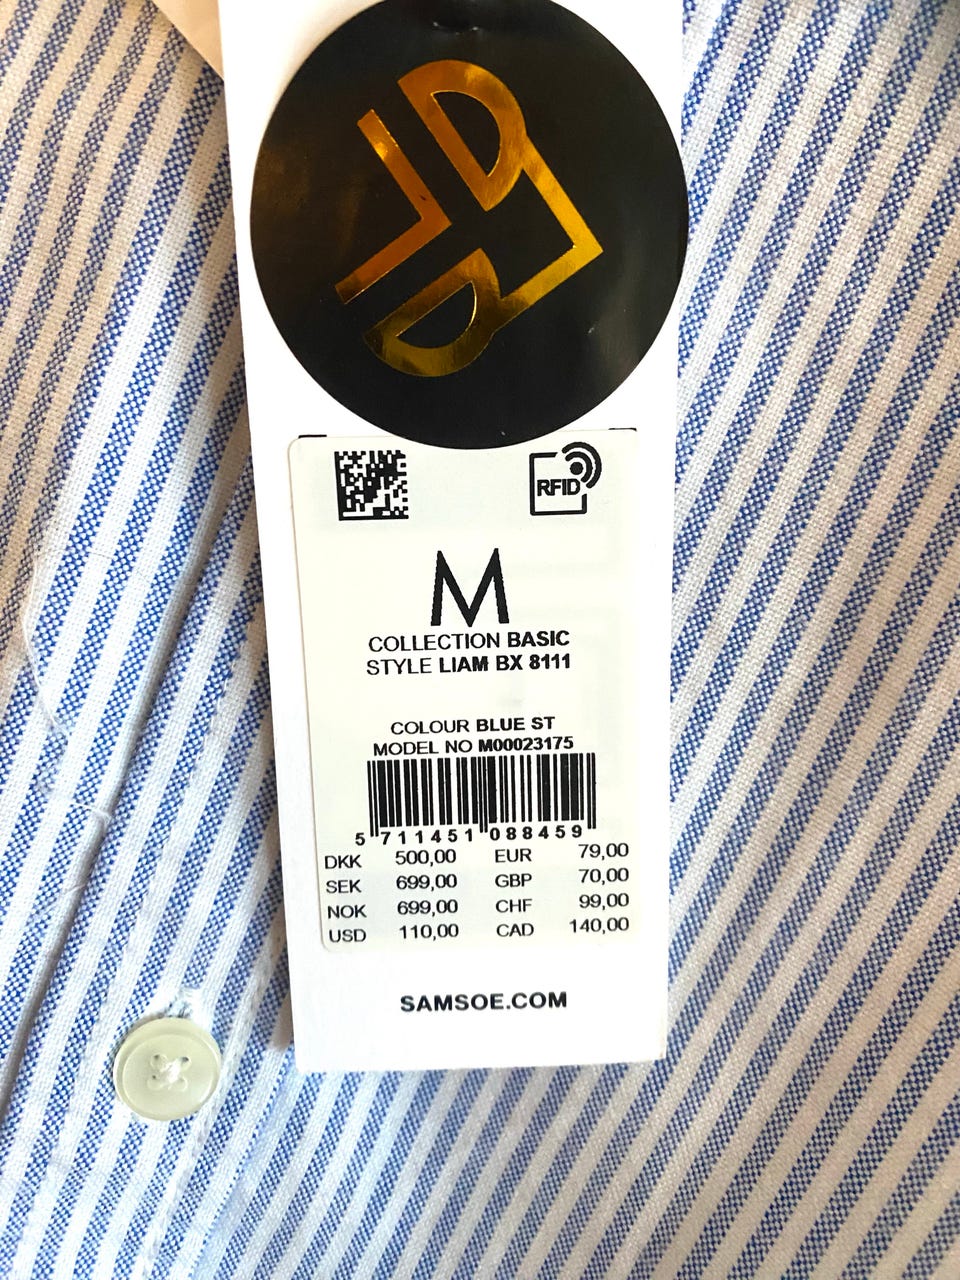 RFID
M
COLLECTION BASIC
STYLE LIAM BX 8111
COLOUR BLUE ST
MODEL NO M00023175
5 711451 088459
DKK 500,00 EUR 79,00
SEK 699,00 GBP 70,00
NOK 699,00 CHF 99,00
USD 110,00 CAD 140,00
SAMSOE.COM